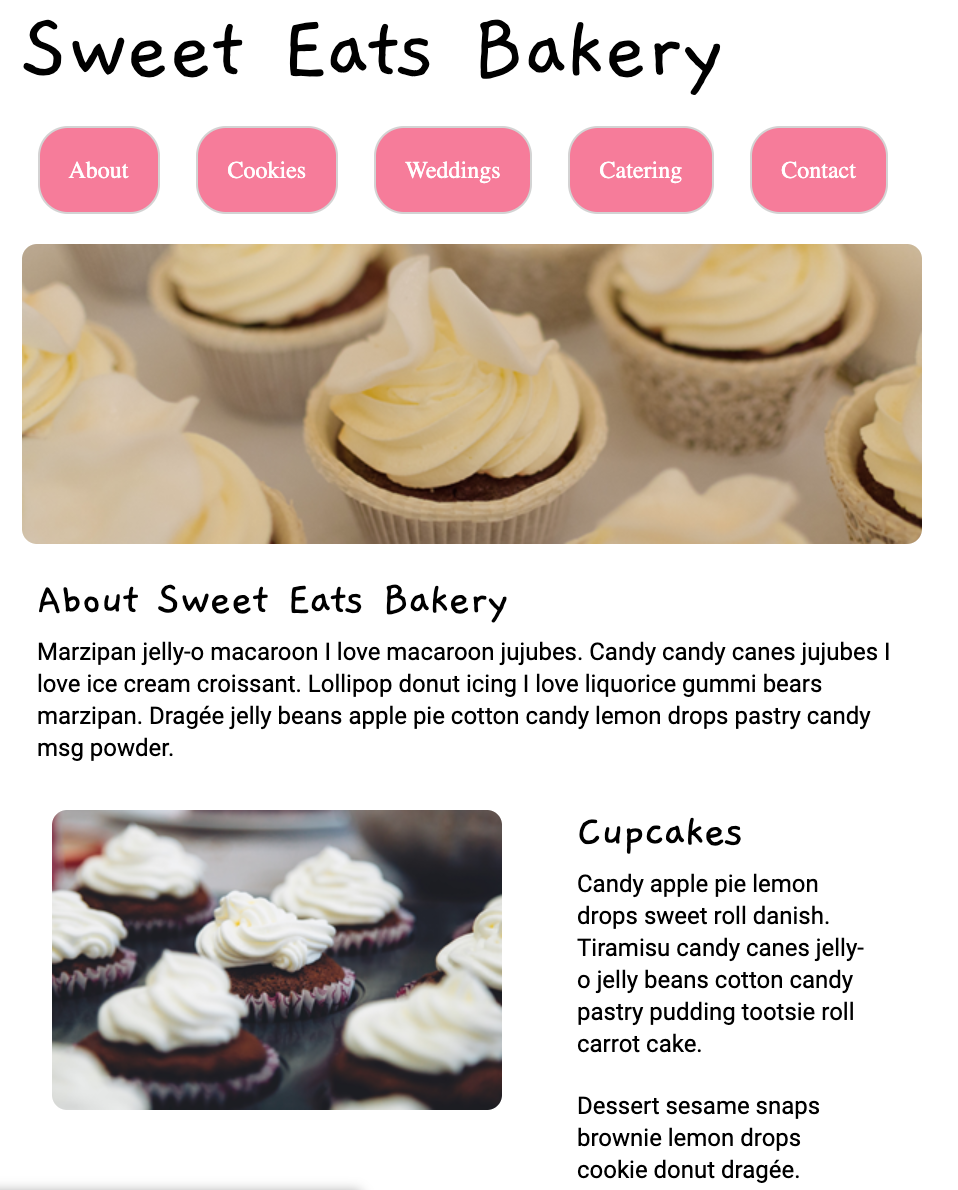 Sweet Eats Bakery
About Cookies Weddings Catering Contact
About Sweet Eats Bakery
Marzipan jelly-o macaroon I love macaroon jujubes. Candy candy canes jujubes I
love ice cream croissant. Lollipop donut icing I love liquorice gummi bears
marzipan. Dragée jelly beans apple pie cotton candy lemon drops pastry candy
msg powder.
Cupcakes
Candy apple pie lemon
drops sweet roll danish.
Tiramisu candy canes jelly-
o jelly beans cotton candy
pastry pudding tootsie roll
carrot cake.
Dessert sesame snaps
brownie lemon drops
cookie donut dragée.